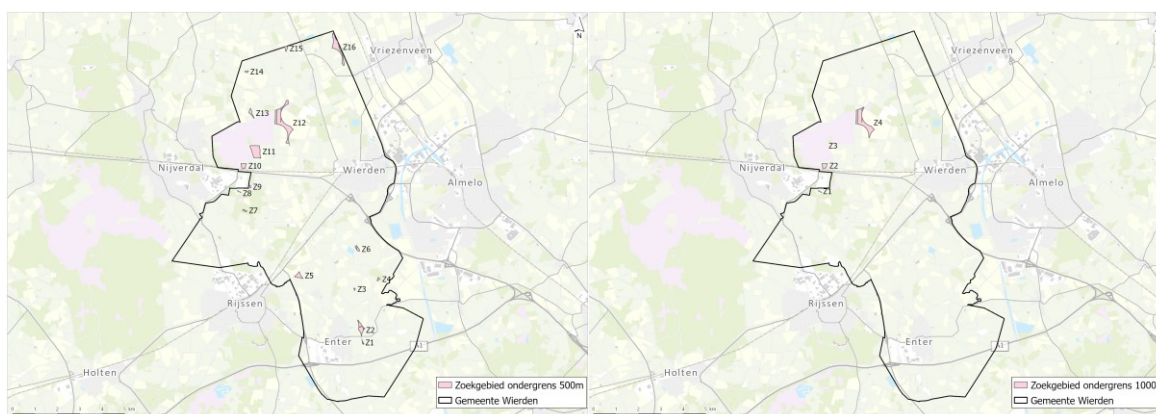 N
Z15
Z16
Vriezenveen
Z14
Z13
Z12
Z11
Z10
Nijverdal
Wierden
Z9
Z8
Almelo
Z7
Z6
Z5
Z4
Z3
Rijssen
Z2
Enter
Z1
Holten
Zoekgebied ondergrens 500m
Gemeente Wierden
Vriezenveen
Z4
Z3
Z2
Nijverdal
Wierden
Z1
Almelo
Rijssen
Enter
Holten
Zoekgebied ondergrens 1000
Gemeente Wierden